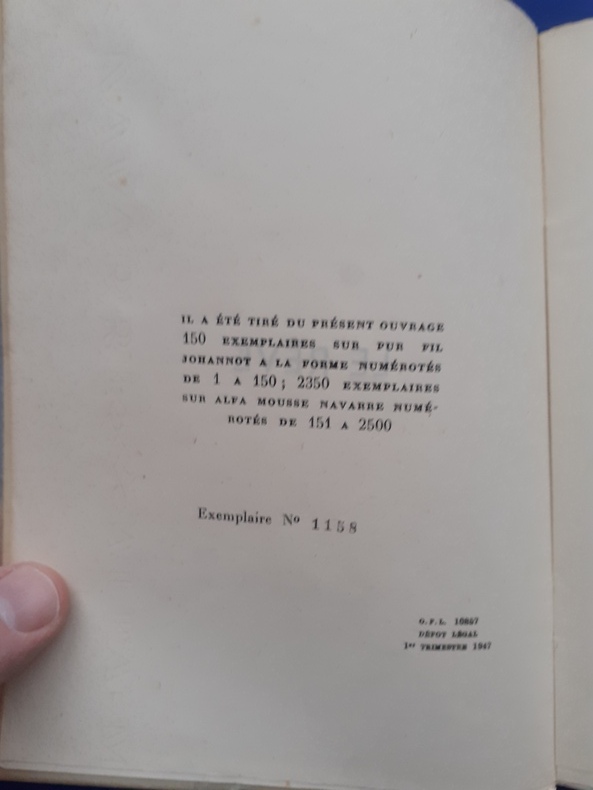 IL A ÉTÉ TIRÉ DU PRÉSENT OUVRAGE
150 EXEMPLAIRES SUR PUR FIL
JOHANNOT A LA FORME NUMÉROTÉS
DE 1 A 150 ; 2350 EXEMPLAIRES
SUR ALFA MOUSSE NAVARRE NUMÉ-
ROTÉS DE 151 A 2500
Exemplaire Nº 1158
DÉPOT LÉGAL
1er TRIMESTRE 1947